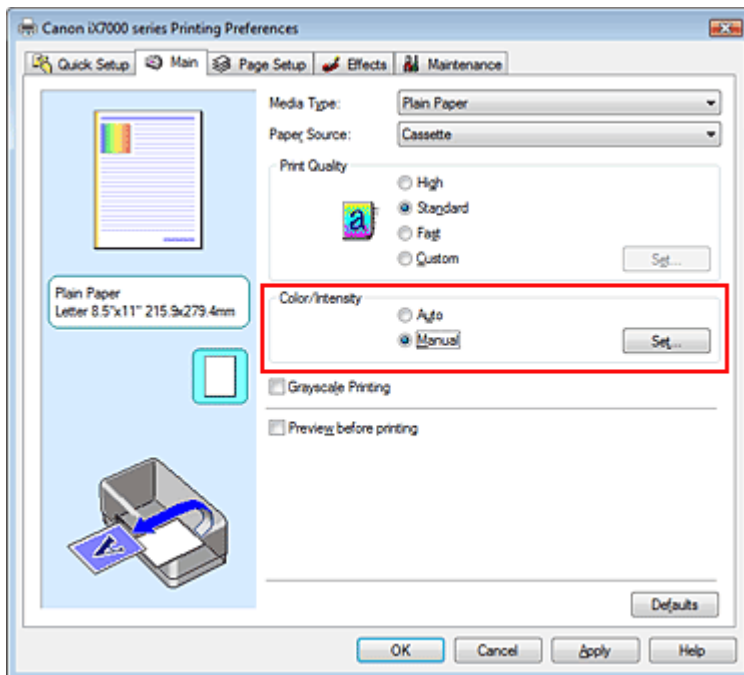 Canon iX7000 series Printing Preferences
Quick Setup Main Page Setup Effects Maintenance
Media Type: Plain Paper
Paper Source: Cassette
Print Quality
High
a Standard
Fast
Custom Set...
Plain Paper
Letter 8.5"x11" 215.9x279.4mm
Color/Intensity
Auto
Manual Set...
Grayscale Printing
Preview before printing
A
Defaults
OK Cancel Apply Help